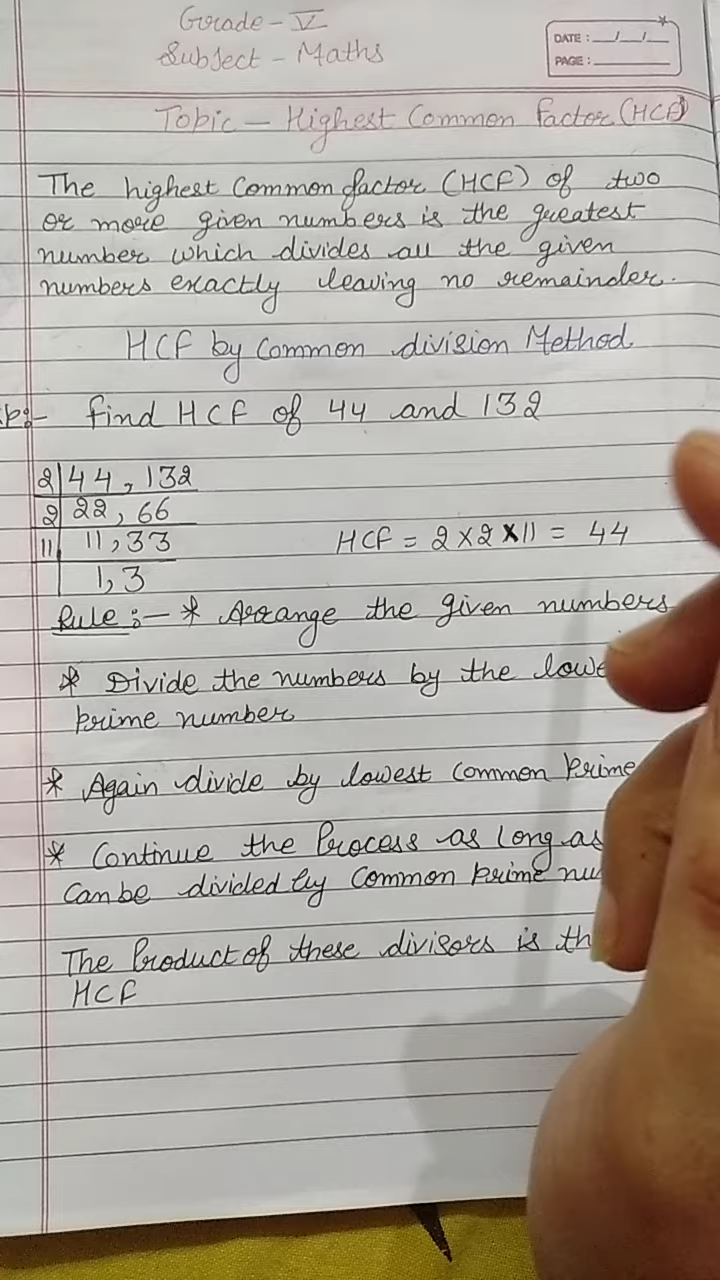 Grade - V
Subject - Maths
DATE : __/__/__
PAGE : ______
Topic - Highest Common factor (HCF)
The highest Common factor (HCF) of two
or more given numbers is the greatest
number which divides all the given
numbers exactly leaving no remainder.
HCF by Common division Method
:- find HCF of 44 and 132
2 | 44, 132
2 | 22, 66
11 | 11, 33
1, 3
HCF = 2 × 2 × 11 = 44
Rule :- * Arrange the given numbers
* Divide the numbers by the
prime number
* Again divide by lowest Common Prime
* Continue the Process as long as
Can be divided by Common prime
The Product of these divisors is
HCF